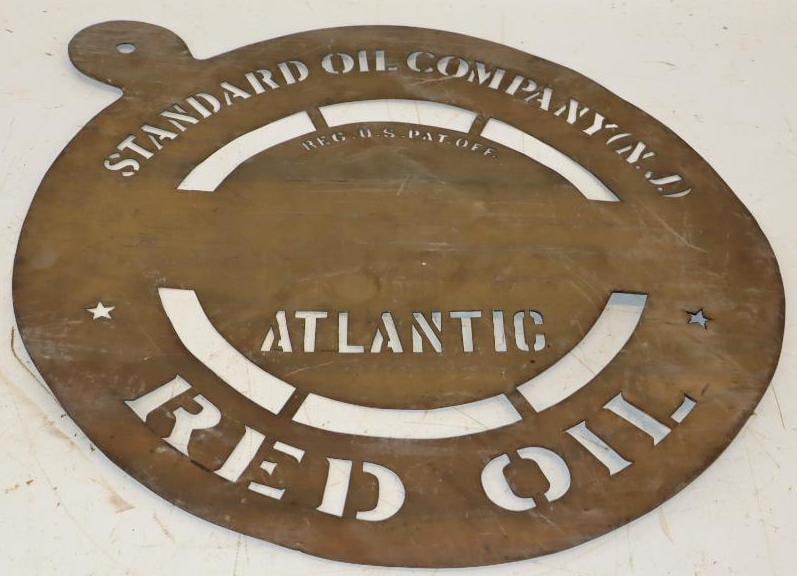 STANDARD OIL COMPANY (N.J.)
REG. U.S. PAT. OFF.
ATLANTIC
RED OIL